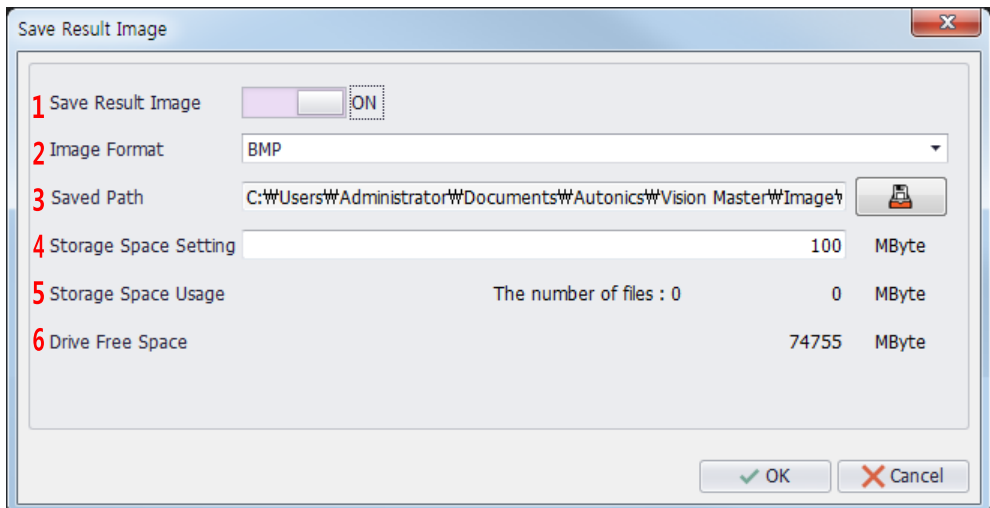 Save Result Image
1 Save Result Image ON
2 Image Format BMP
3 Saved Path C:₩Users₩Administrator₩Documents₩Autonics₩Vision Master₩Image₩
4 Storage Space Setting 100 MByte
5 Storage Space Usage The number of files : 0 0 MByte
6 Drive Free Space 74755 MByte
OK Cancel